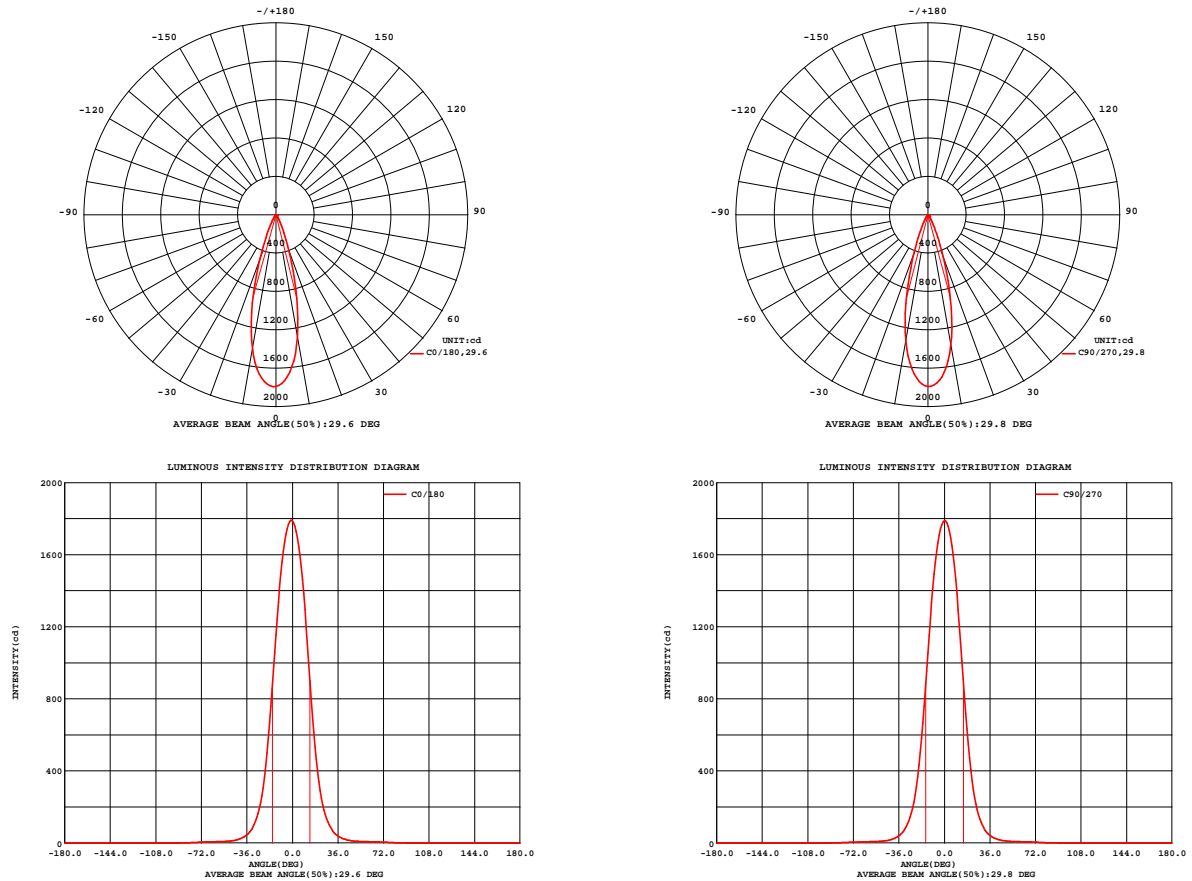 -/+180
-150
150
-120
120
-90
90
-60
60
-30
30
0
0
400
800
1200
1600
2000
UNIT:cd
C0/180,29.6
AVERAGE BEAM ANGLE(50%):29.6 DEG
-/+180
-150
150
-120
120
-90
90
-60
60
-30
30
0
0
400
800
1200
1600
2000
UNIT:cd
C90/270,29.8
AVERAGE BEAM ANGLE(50%):29.8 DEG
LUMINOUS INTENSITY DISTRIBUTION DIAGRAM
C0/180
2000
1600
1200
800
400
0
INTENSITY(cd)
-180.0 -144.0 -108.0 -72.0 -36.0 0.0 36.0 72.0 108.0 144.0 180.0
ANGLE(DEG)
AVERAGE BEAM ANGLE(50%):29.6 DEG
LUMINOUS INTENSITY DISTRIBUTION DIAGRAM
C90/270
2000
1600
1200
800
400
0
INTENSITY(cd)
-180.0 -144.0 -108.0 -72.0 -36.0 0.0 36.0 72.0 108.0 144.0 180.0
ANGLE(DEG)
AVERAGE BEAM ANGLE(50%):29.8 DEG